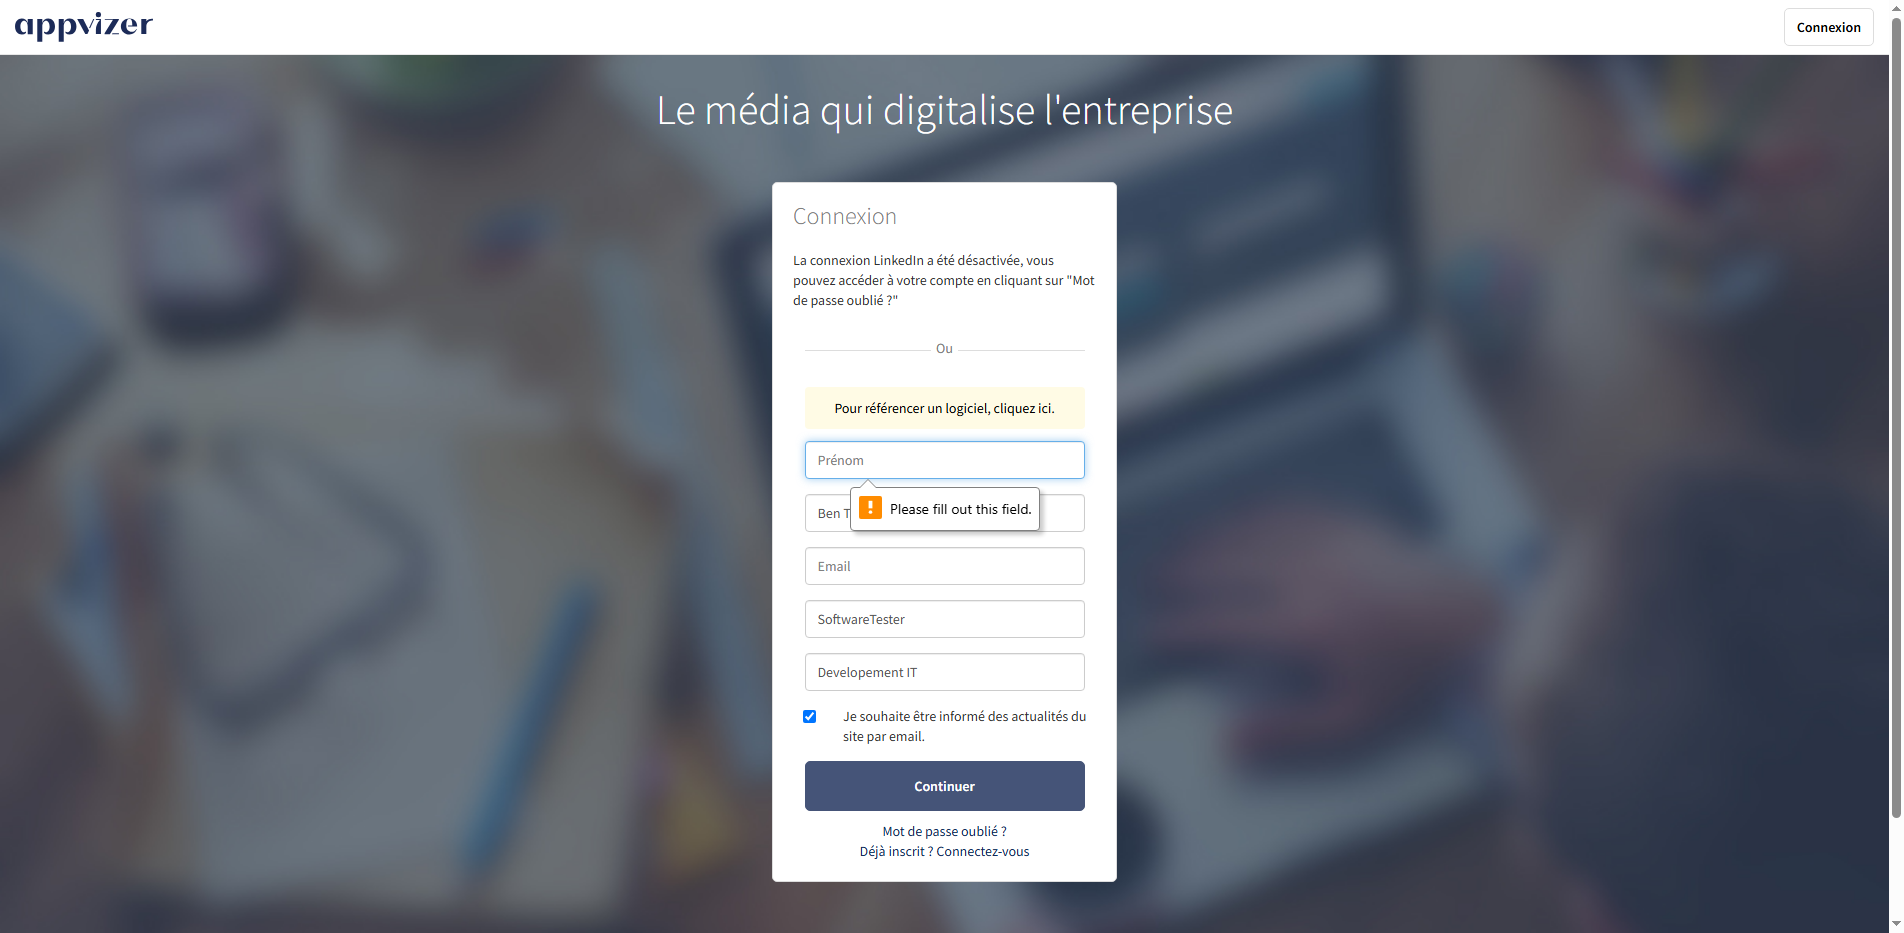 appvizer
Connexion
Le média qui digitalise l'entreprise
Connexion
La connexion LinkedIn a été désactivée, vous
pouvez accéder à votre compte en cliquant sur "Mot
de passe oublié ?"
Ou
Pour référencer un logiciel, cliquez ici.
Prénom
Please fill out this field.
Ben T
Email
SoftwareTester
Developement IT
Je souhaite être informé des actualités du
site par email.
Continuer
Mot de passe oublié ?
Déjà inscrit ? Connectez-vous